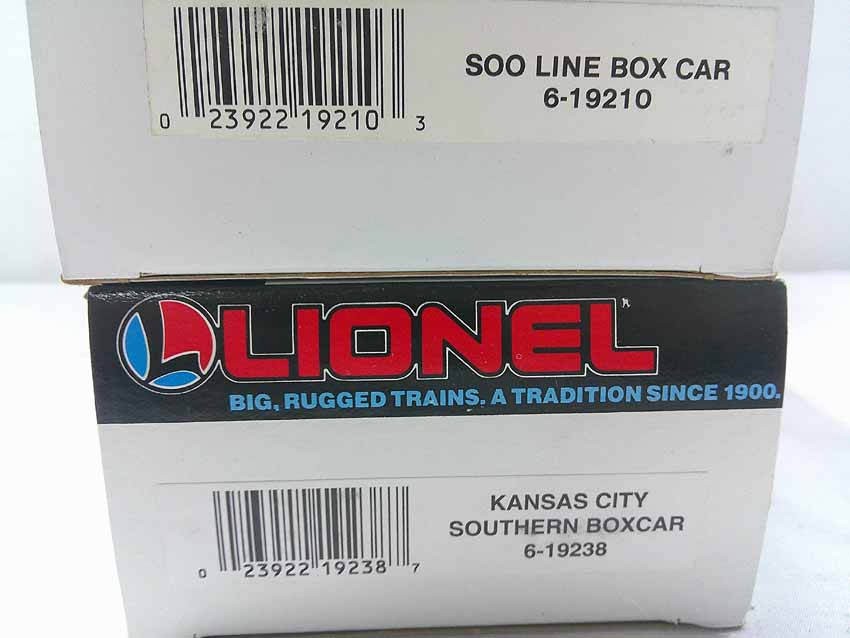 SOO LINE BOX CAR
6-19210
0 23922 19210 3
LIONEL
BIG, RUGGED TRAINS. A TRADITION SINCE 1900.
KANSAS CITY
SOUTHERN BOXCAR
6-19238
0 23922 19238 7